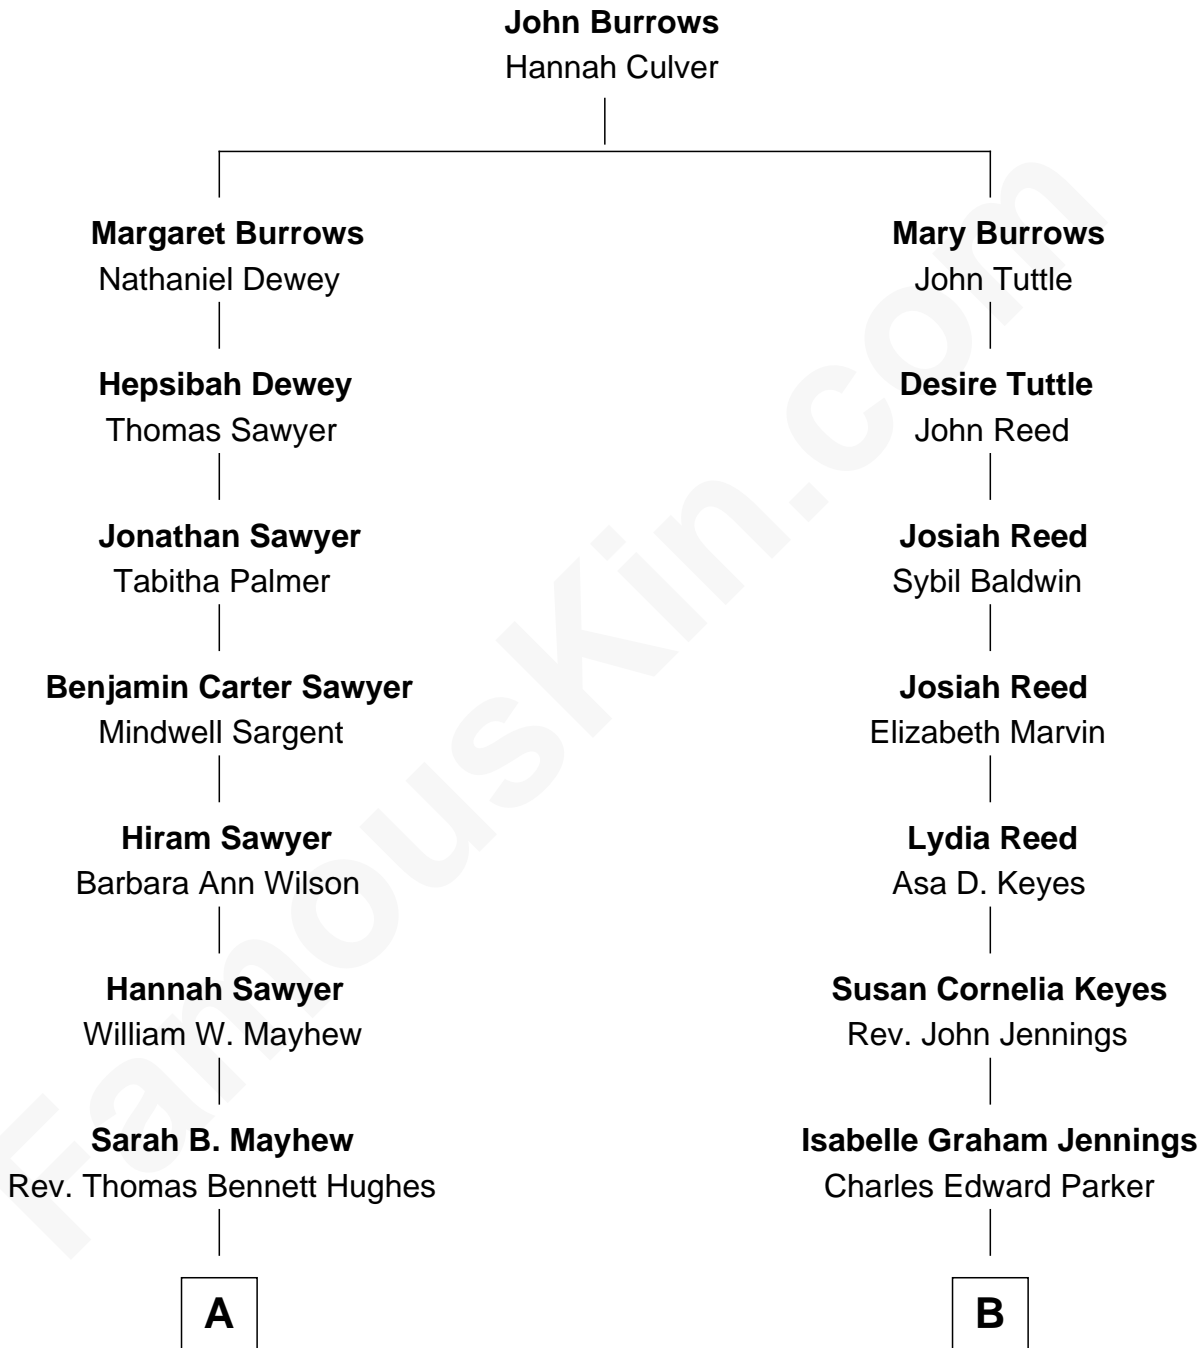 John Burrows
Hannah Culver
Margaret Burrows
Nathaniel Dewey
Mary Burrows
John Tuttle
Hepsibah Dewey
Thomas Sawyer
Desire Tuttle
John Reed
Jonathan Sawyer
Tabitha Palmer
Josiah Reed
Sybil Baldwin
Benjamin Carter Sawyer
Mindwell Sargent
Josiah Reed
Elizabeth Marvin
Hiram Sawyer
Barbara Ann Wilson
Lydia Reed
Asa D. Keyes
Hannah Sawyer
William W. Mayhew
Susan Cornelia Keyes
Rev. John Jennings
Sarah B. Mayhew
Rev. Thomas Bennett Hughes
Isabelle Graham Jennings
Charles Edward Parker
A
B
FamousKin.com